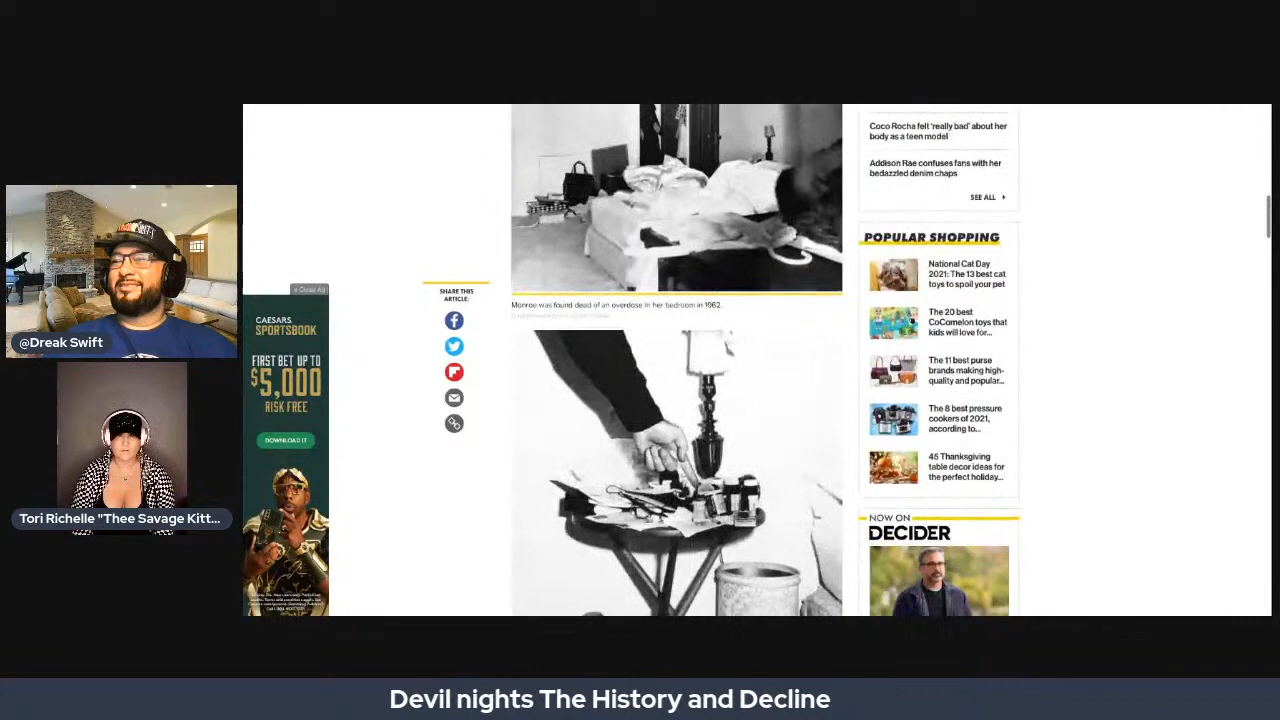 @Dreak Swift
Tori Richelle "Thee Savage Kitt...
× Close Ad
CAESARS
SPORTSBOOK
FIRST BET UP TO
$5,000
RISK FREE
DOWNLOAD IT
SHARE THIS
ARTICLE:
Monroe was found dead of an overdose in her bedroom in 1962.
Coco Rocha felt 'really bad' about her
body as a teen model
Addison Rae confuses fans with her
bedazzled denim chaps
SEE ALL
POPULAR SHOPPING
National Cat Day
2021: The 13 best cat
toys to spoil your pet
The 20 best
CoComelon toys that
kids will love for...
The 11 best purse
brands making high-
quality and popular...
The 8 best pressure
cookers of 2021,
according to...
45 Thanksgiving
table decor ideas for
the perfect holiday...
NOW ON
DECIDER
Devil nights The History and Decline